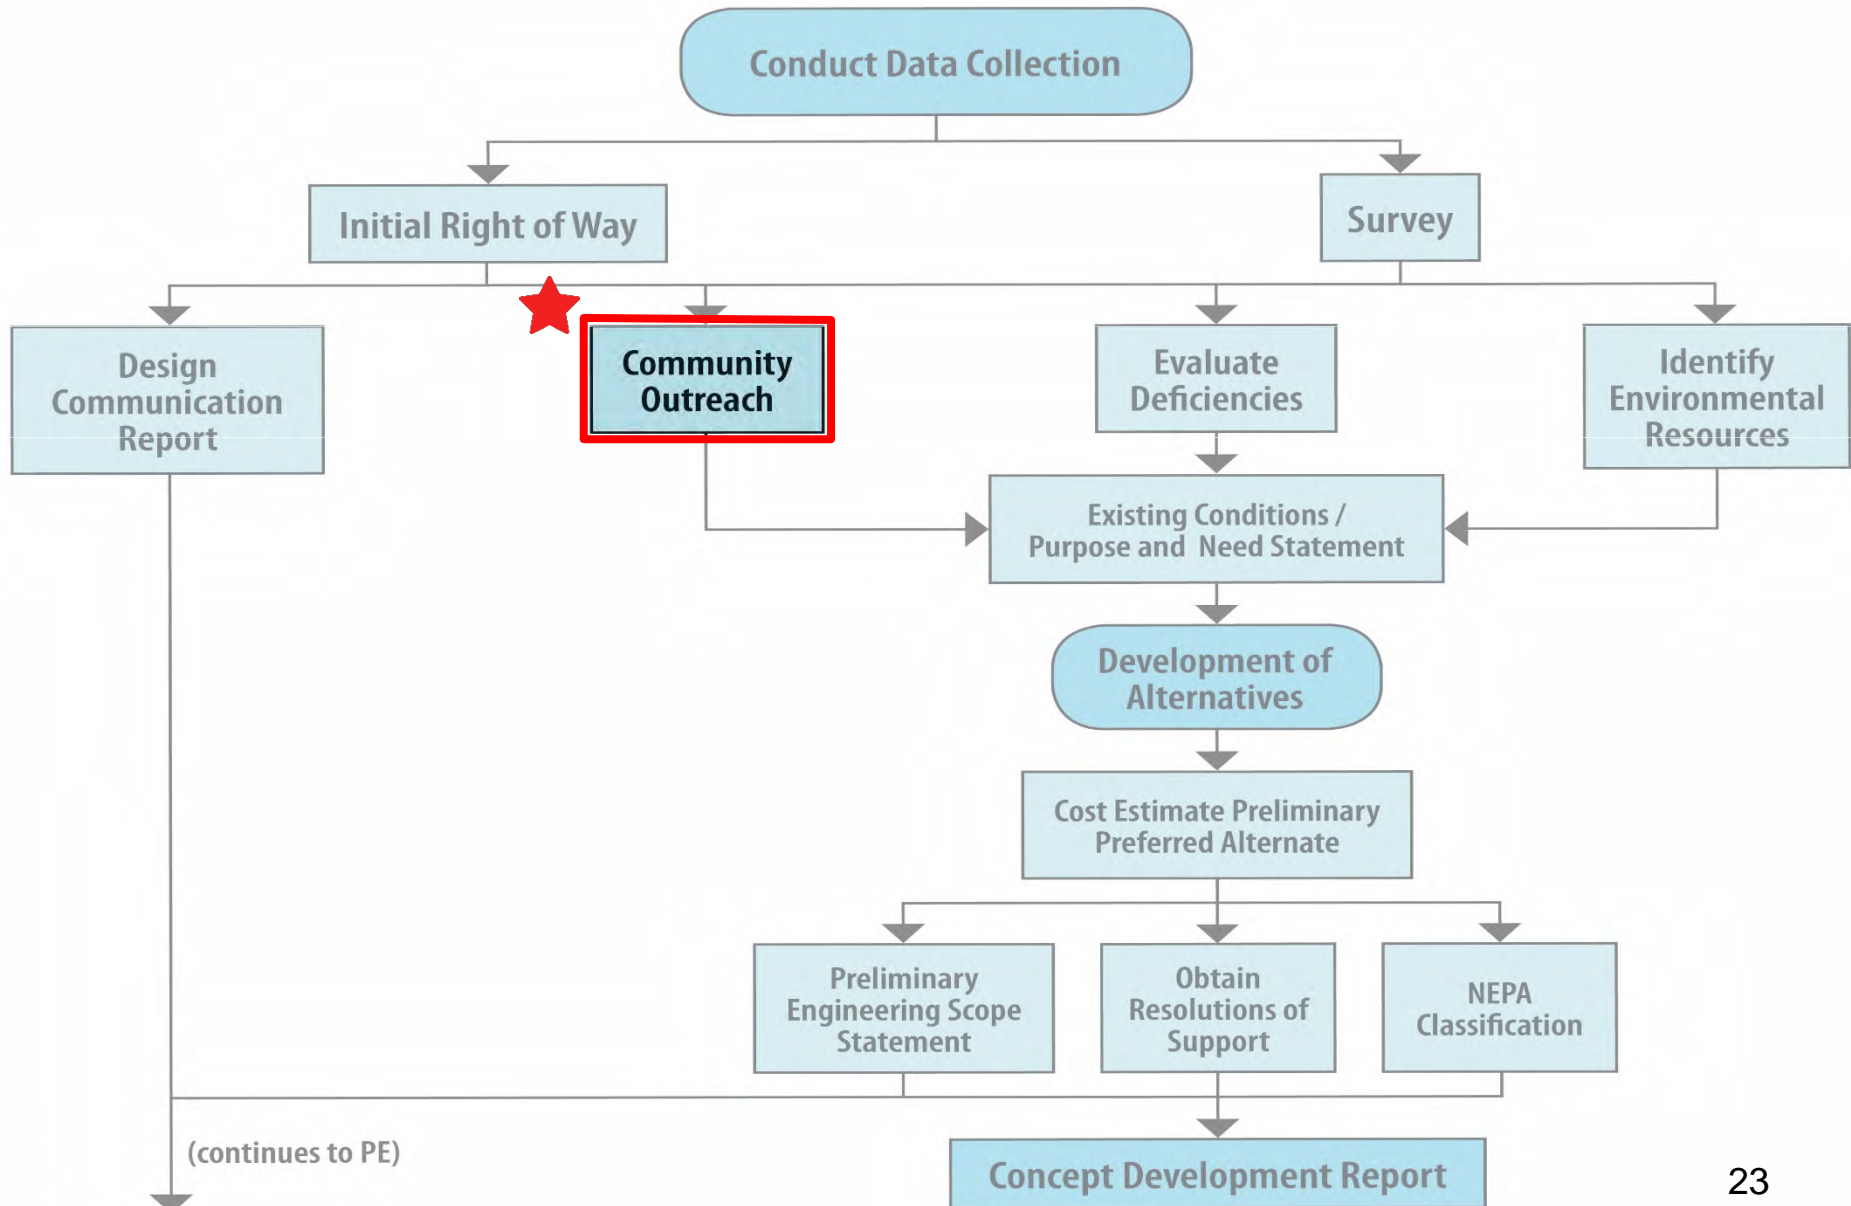 Conduct Data Collection
Initial Right of Way
Survey
Design
Communication
Report
Community
Outreach
Evaluate
Deficiencies
Identify
Environmental
Resources
Existing Conditions /
Purpose and Need Statement
Development of
Alternatives
Cost Estimate Preliminary
Preferred Alternate
Preliminary
Engineering Scope
Statement
Obtain
Resolutions of
Support
NEPA
Classification
(continues to PE)
Concept Development Report
23